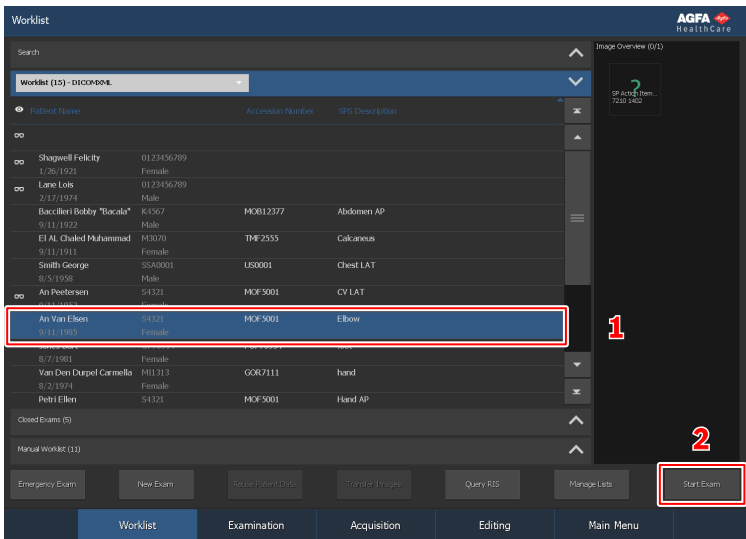 Worklist
AGFA
HealthCare
Search
Image Overview (0/1)
Worklist (15) - DICOMXML
?
SP Action Item...
7210 1402
Patient Name Accession Number SPS Description
Shagwell Felicity 0123456789
1/26/1921 Female
Lane Lois 0123456789
2/17/1974 Male
Baccilieri Bobby "Bacala" K4567 MOB12377 Abdomen AP
9/11/1922 Male
El AL Chaled Muhammad M3070 TMF2555 Calcaneus
9/11/1911 Female
Smith George SSA0001 US0001 Chest LAT
8/5/1958 Male
An Peetersen S4321 MOF5001 CV LAT
An Van Elsen S4321 MOF5001 Elbow
9/11/1985 Female
1
8/7/1981 Female
Van Den Durpel Carmella MI1313 GOR7111 hand
8/2/1974 Female
Petri Ellen S4321 MOF5001 Hand AP
Closed Exams (5)
Manual Worklist (11)
2
Emergency Exam New Exam Reuse Patient Data Transfer Images Query RIS Manage Lists Start Exam
Worklist Examination Acquisition Editing Main Menu